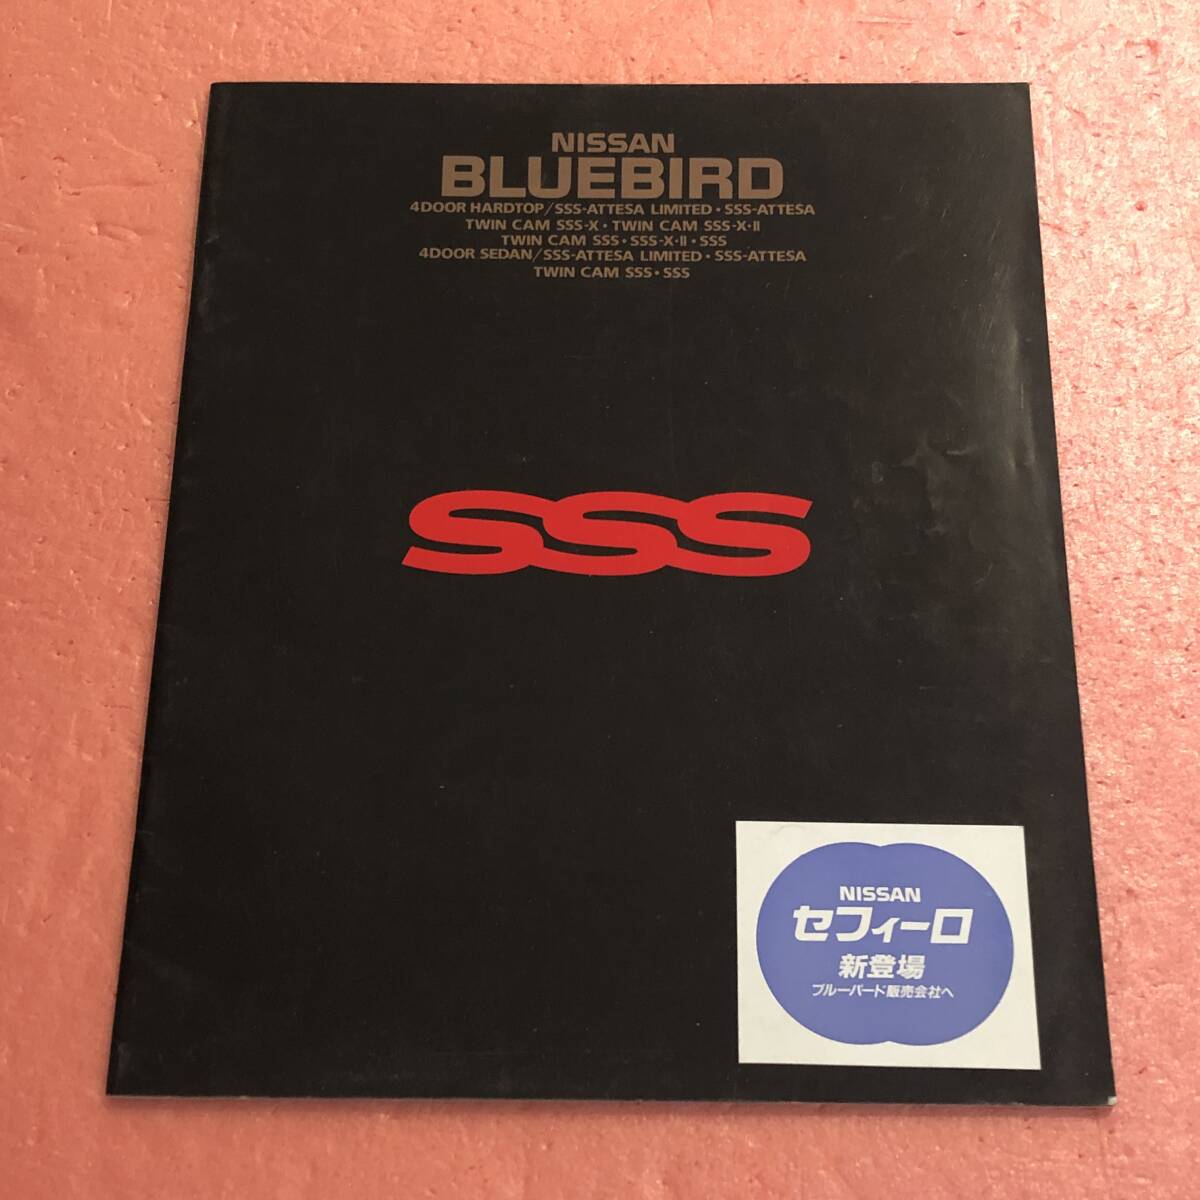 NISSAN
BLUEBIRD
4DOOR HARDTOP/SSS-ATTESA LIMITED・SSS-ATTESA
TWIN CAM SSS-X・TWIN CAM SSS-X・II
TWIN CAM SSS・SSS-X・II・SSS
4DOOR SEDAN/SSS-ATTESA LIMITED・SSS-ATTESA
TWIN CAM SSS・SSS
SSS
NISSAN
セフィーロ
新登場
ブルーバード販売会社へ